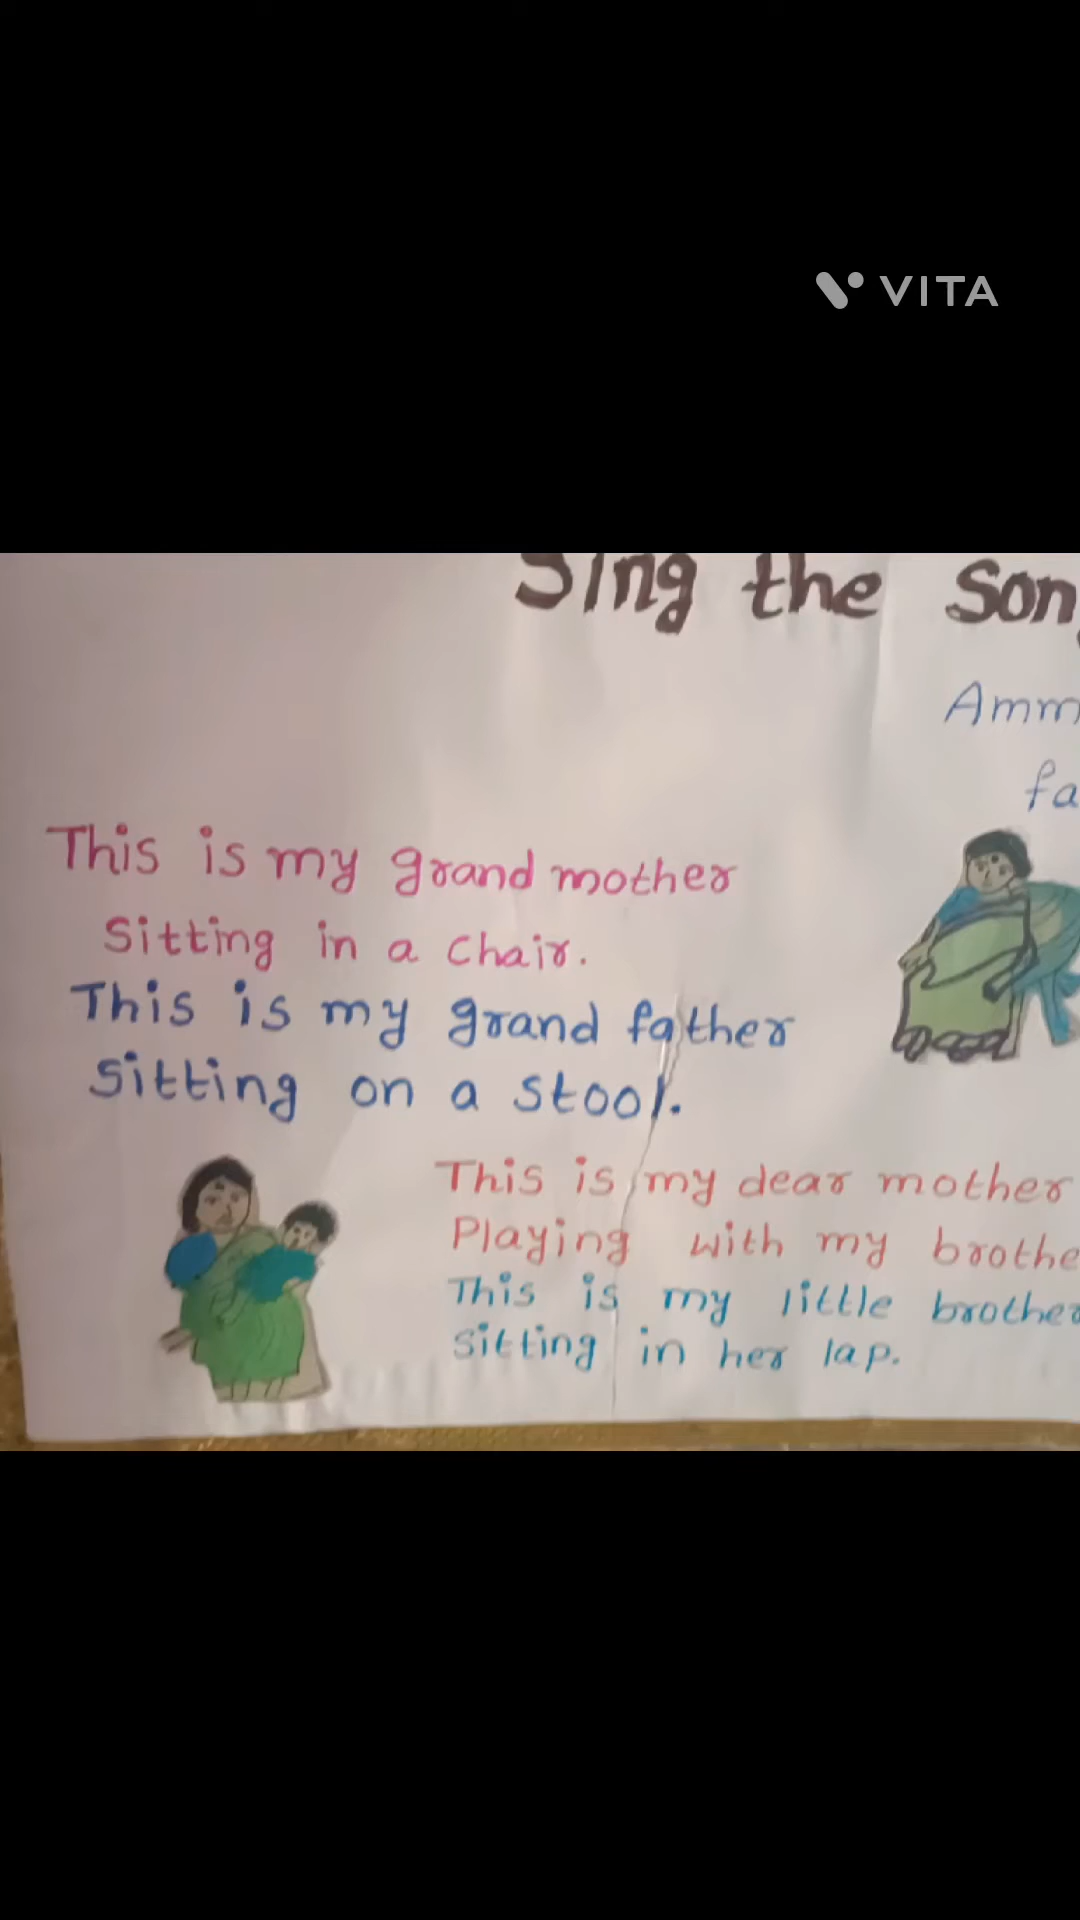 VITA
Sing the Son
Amm
fa
This is my grand mother
Sitting in a Chair.
This is my grand father
Sitting on a stool.
This is my dear mother
Playing with my brothe
This is my little brother
Sitting in her lap.